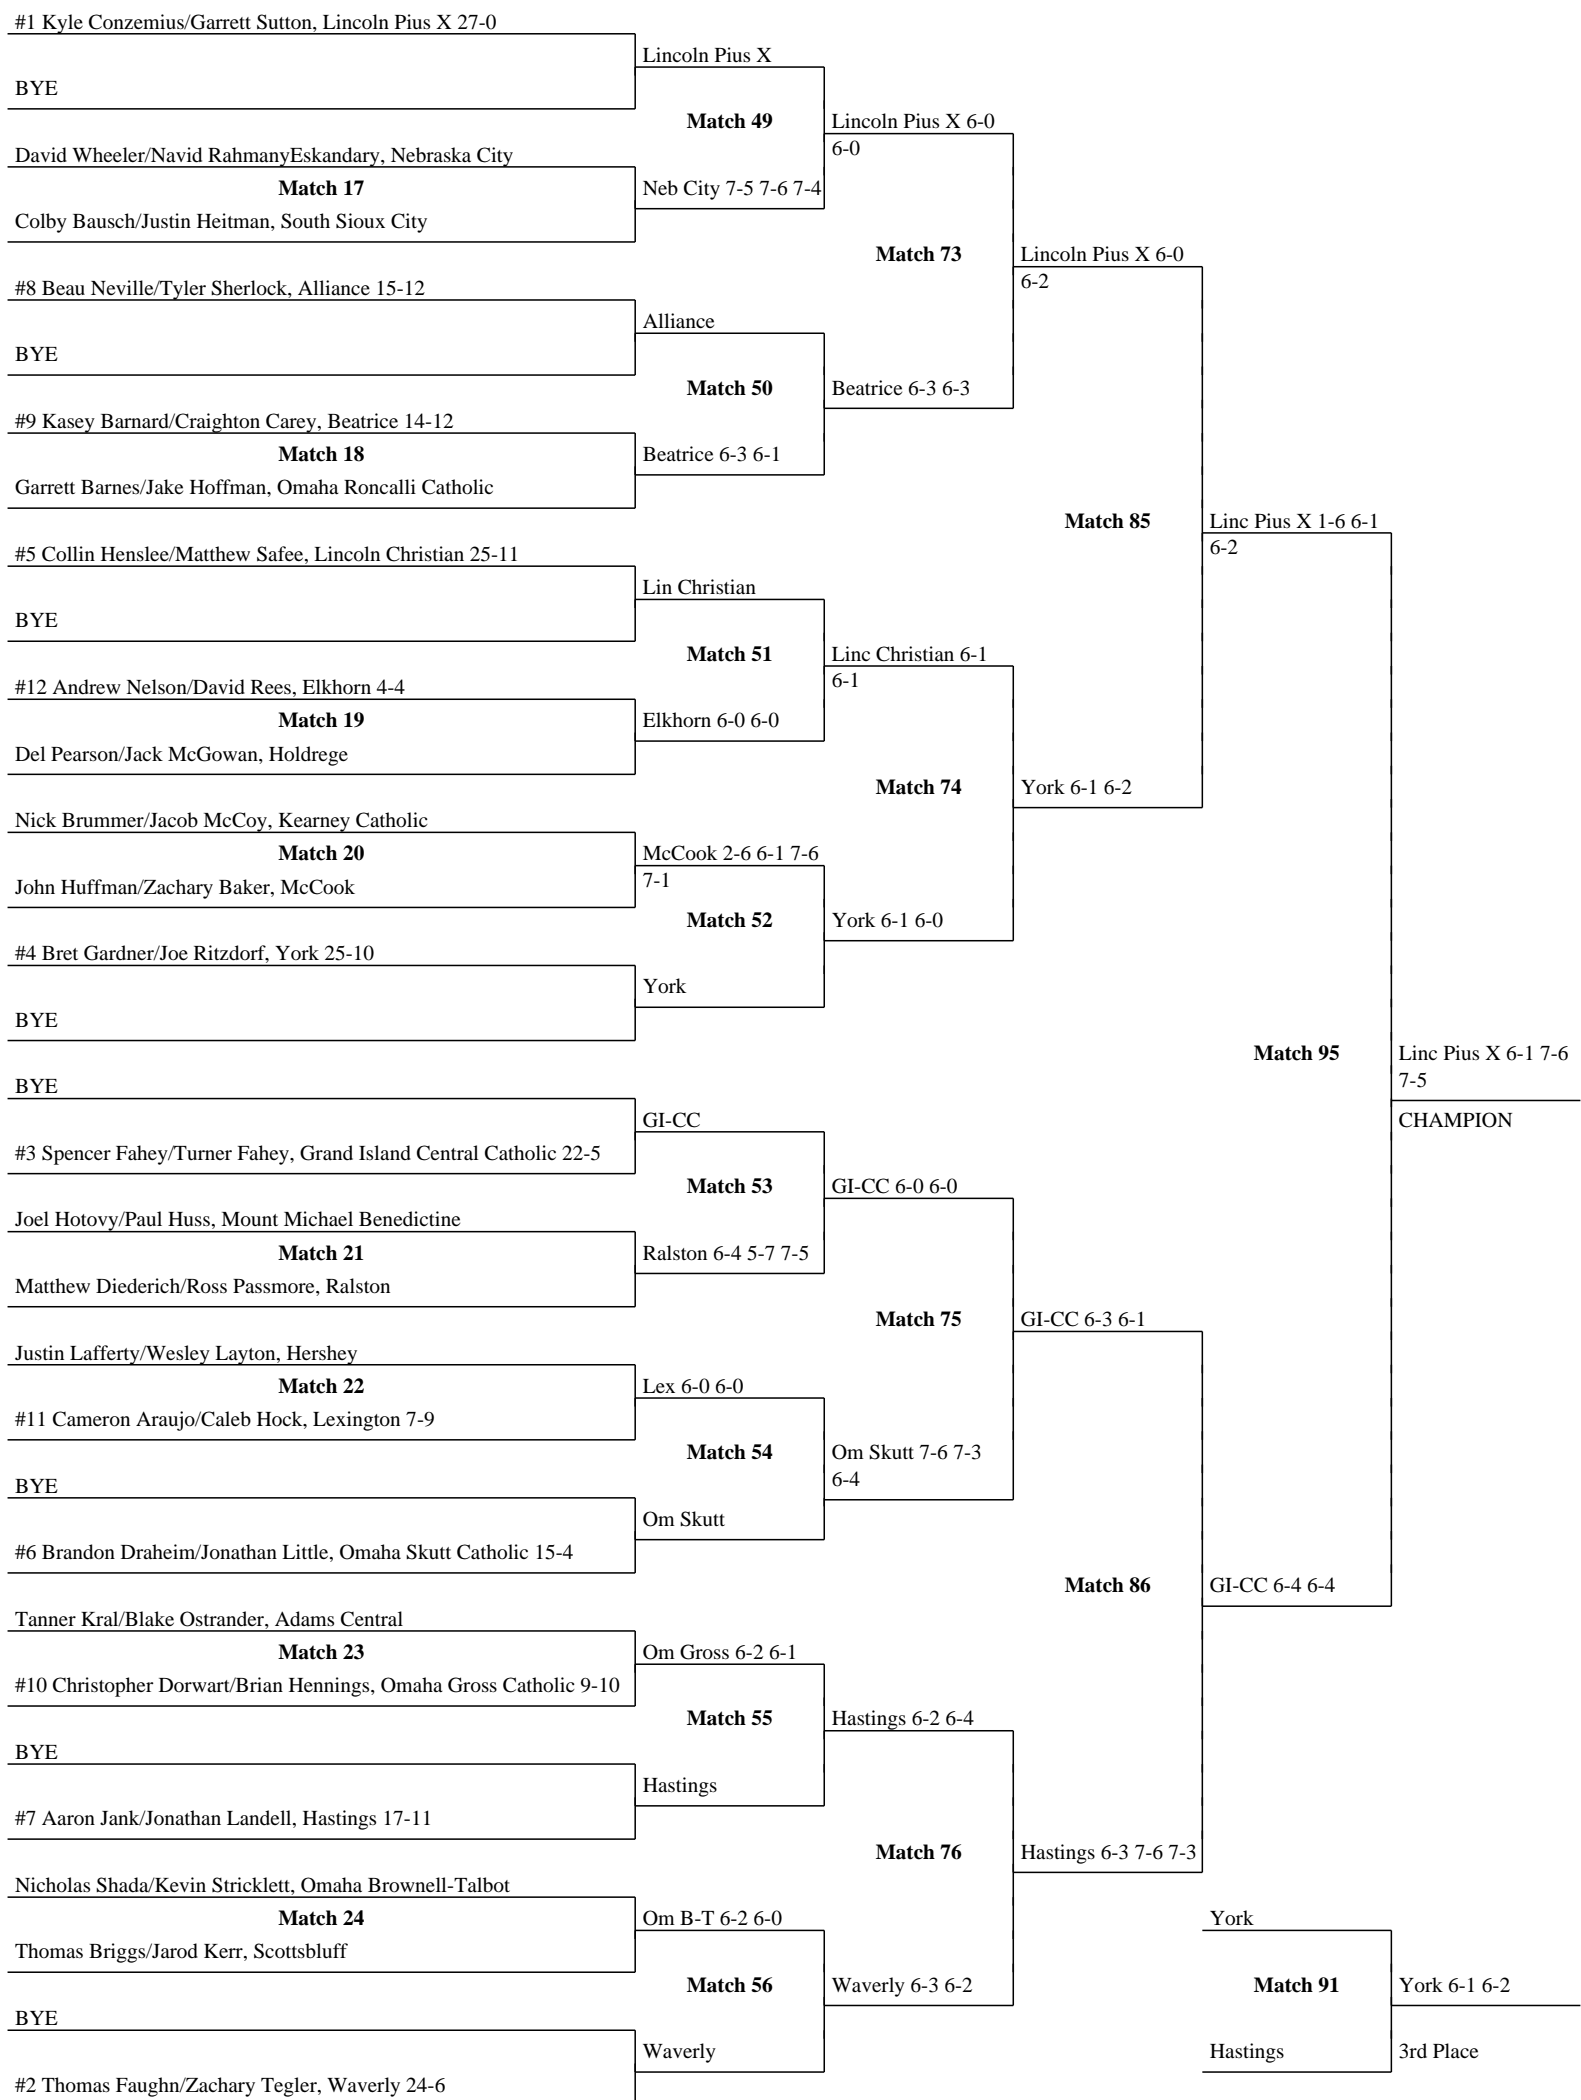 #1 Kyle Conzemius/Garrett Sutton, Lincoln Pius X 27-0
Lincoln Pius X
BYE
Match 49
Lincoln Pius X 6-0
6-0
David Wheeler/Navid RahmanyEskandary, Nebraska City
Match 17
Neb City 7-5 7-6 7-4
Colby Bausch/Justin Heitman, South Sioux City
Match 73
Lincoln Pius X 6-0
6-2
#8 Beau Neville/Tyler Sherlock, Alliance 15-12
Alliance
BYE
Match 50
Beatrice 6-3 6-3
#9 Kasey Barnard/Craighton Carey, Beatrice 14-12
Match 18
Beatrice 6-3 6-1
Garrett Barnes/Jake Hoffman, Omaha Roncalli Catholic
Match 85
Linc Pius X 1-6 6-1
6-2
#5 Collin Henslee/Matthew Safee, Lincoln Christian 25-11
Lin Christian
BYE
Match 51
Linc Christian 6-1
6-1
#12 Andrew Nelson/David Rees, Elkhorn 4-4
Match 19
Elkhorn 6-0 6-0
Del Pearson/Jack McGowan, Holdrege
Match 74
York 6-1 6-2
Nick Brummer/Jacob McCoy, Kearney Catholic
Match 20
McCook 2-6 6-1 7-6
7-1
John Huffman/Zachary Baker, McCook
Match 52
York 6-1 6-0
#4 Bret Gardner/Joe Ritzdorf, York 25-10
York
BYE
Match 95
Linc Pius X 6-1 7-6
7-5
CHAMPION
BYE
GI-CC
#3 Spencer Fahey/Turner Fahey, Grand Island Central Catholic 22-5
Match 53
GI-CC 6-0 6-0
Joel Hotovy/Paul Huss, Mount Michael Benedictine
Match 21
Ralston 6-4 5-7 7-5
Matthew Diederich/Ross Passmore, Ralston
Match 75
GI-CC 6-3 6-1
Justin Lafferty/Wesley Layton, Hershey
Match 22
Lex 6-0 6-0
#11 Cameron Araujo/Caleb Hock, Lexington 7-9
Match 54
Om Skutt 7-6 7-3
6-4
BYE
Om Skutt
#6 Brandon Draheim/Jonathan Little, Omaha Skutt Catholic 15-4
Match 86
GI-CC 6-4 6-4
Tanner Kral/Blake Ostrander, Adams Central
Match 23
Om Gross 6-2 6-1
#10 Christopher Dorwart/Brian Hennings, Omaha Gross Catholic 9-10
Match 55
Hastings 6-2 6-4
BYE
Hastings
#7 Aaron Jank/Jonathan Landell, Hastings 17-11
Match 76
Hastings 6-3 7-6 7-3
Nicholas Shada/Kevin Stricklett, Omaha Brownell-Talbot
Match 24
Om B-T 6-2 6-0
York
Thomas Briggs/Jarod Kerr, Scottsbluff
Match 56
Waverly 6-3 6-2
Match 91
York 6-1 6-2
BYE
Waverly
Hastings
3rd Place
#2 Thomas Faughn/Zachary Tegler, Waverly 24-6